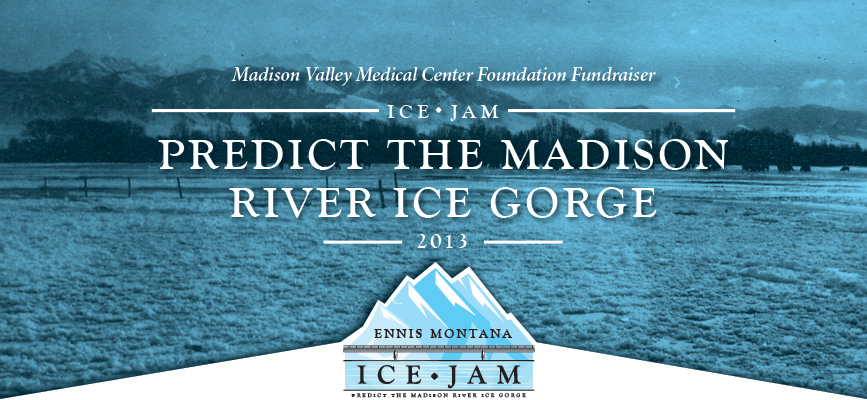 Madison Valley Medical Center Foundation Fundraiser
ICE • JAM
PREDICT THE MADISON
RIVER ICE GORGE
2013
ENNIS MONTANA
ICE • JAM
PREDICT THE MADISON RIVER ICE GORGE